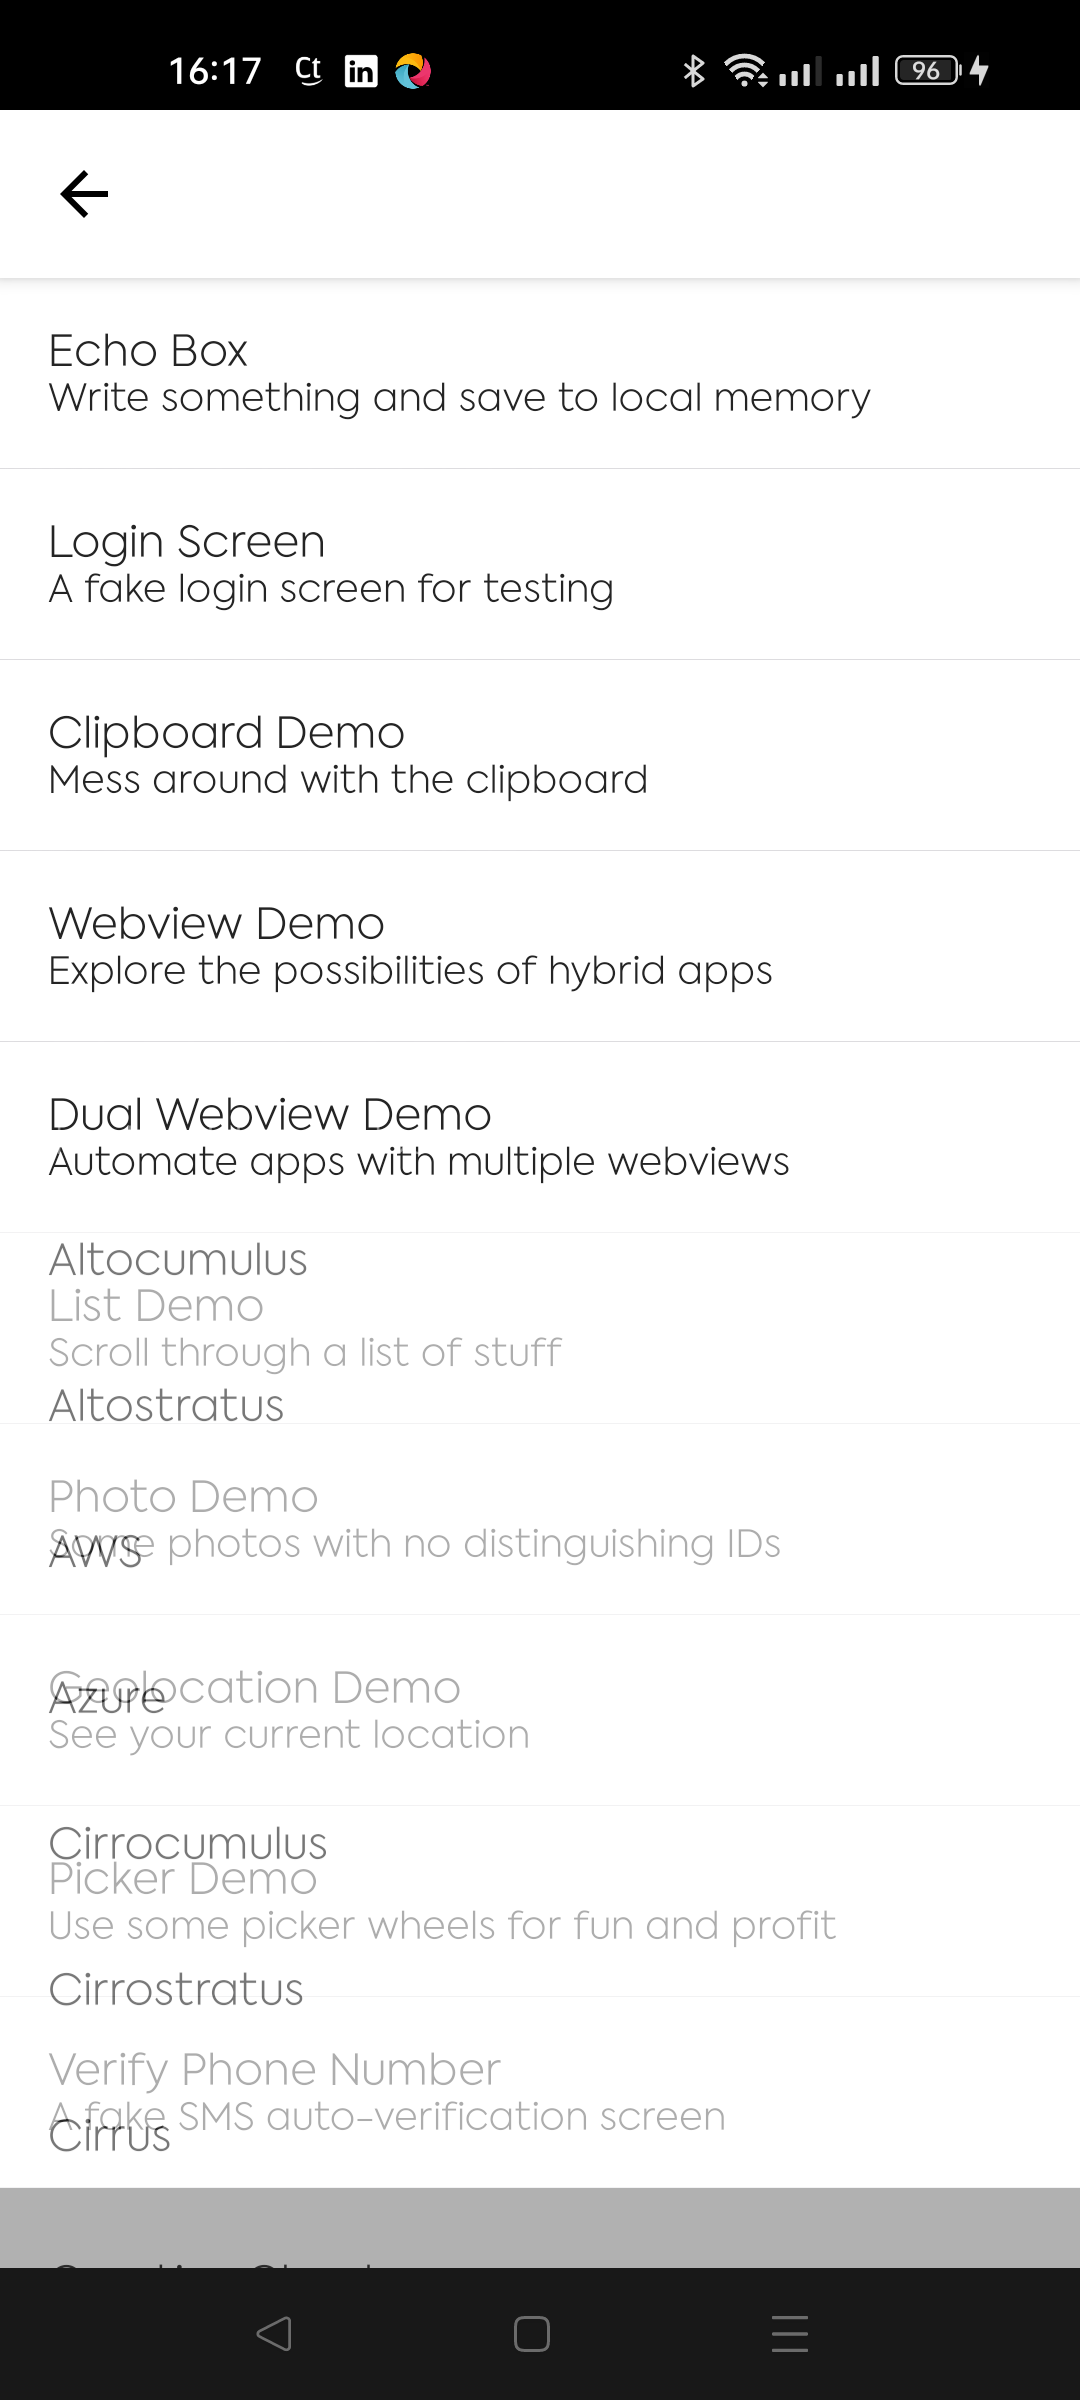 16:17
Ct
in
96
Echo Box
Write something and save to local memory
Login Screen
A fake login screen for testing
Clipboard Demo
Mess around with the clipboard
Webview Demo
Explore the possibilities of hybrid apps
Dual Webview Demo
Automate apps with multiple webviews
Altocumulus
List Demo
Scroll through a list of stuff
Altostratus
Photo Demo
Some photos with no distinguishing IDs
AWS
Geolocation Demo
Azure
See your current location
Cirrocumulus
Picker Demo
Use some picker wheels for fun and profit
Cirrostratus
Verify Phone Number
A fake SMS auto-verification screen
Cirrus